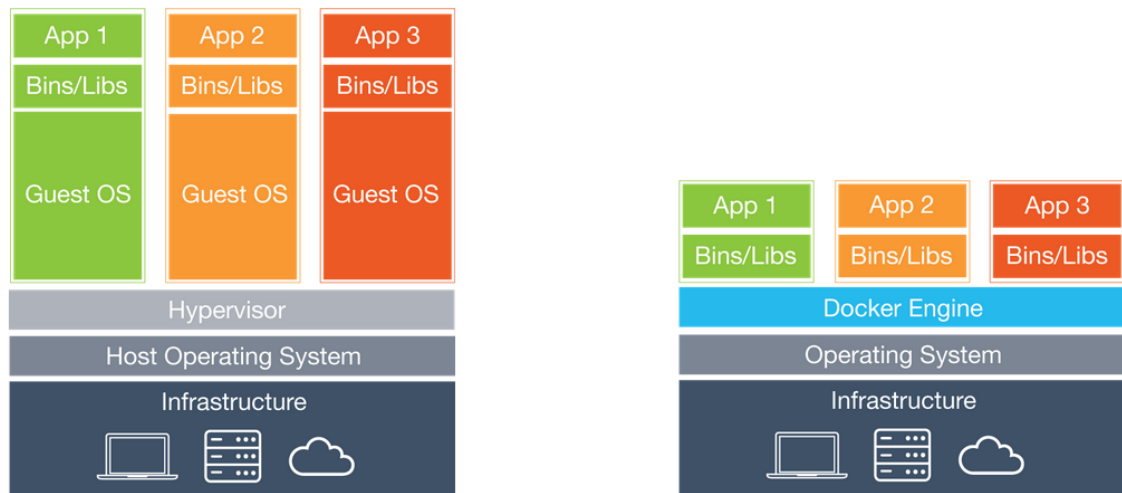 App 1
App 2
App 3
Bins/Libs
Bins/Libs
Bins/Libs
Guest OS
Guest OS
Guest OS
Hypervisor
Host Operating System
Infrastructure
App 1
App 2
App 3
Bins/Libs
Bins/Libs
Bins/Libs
Docker Engine
Operating System
Infrastructure